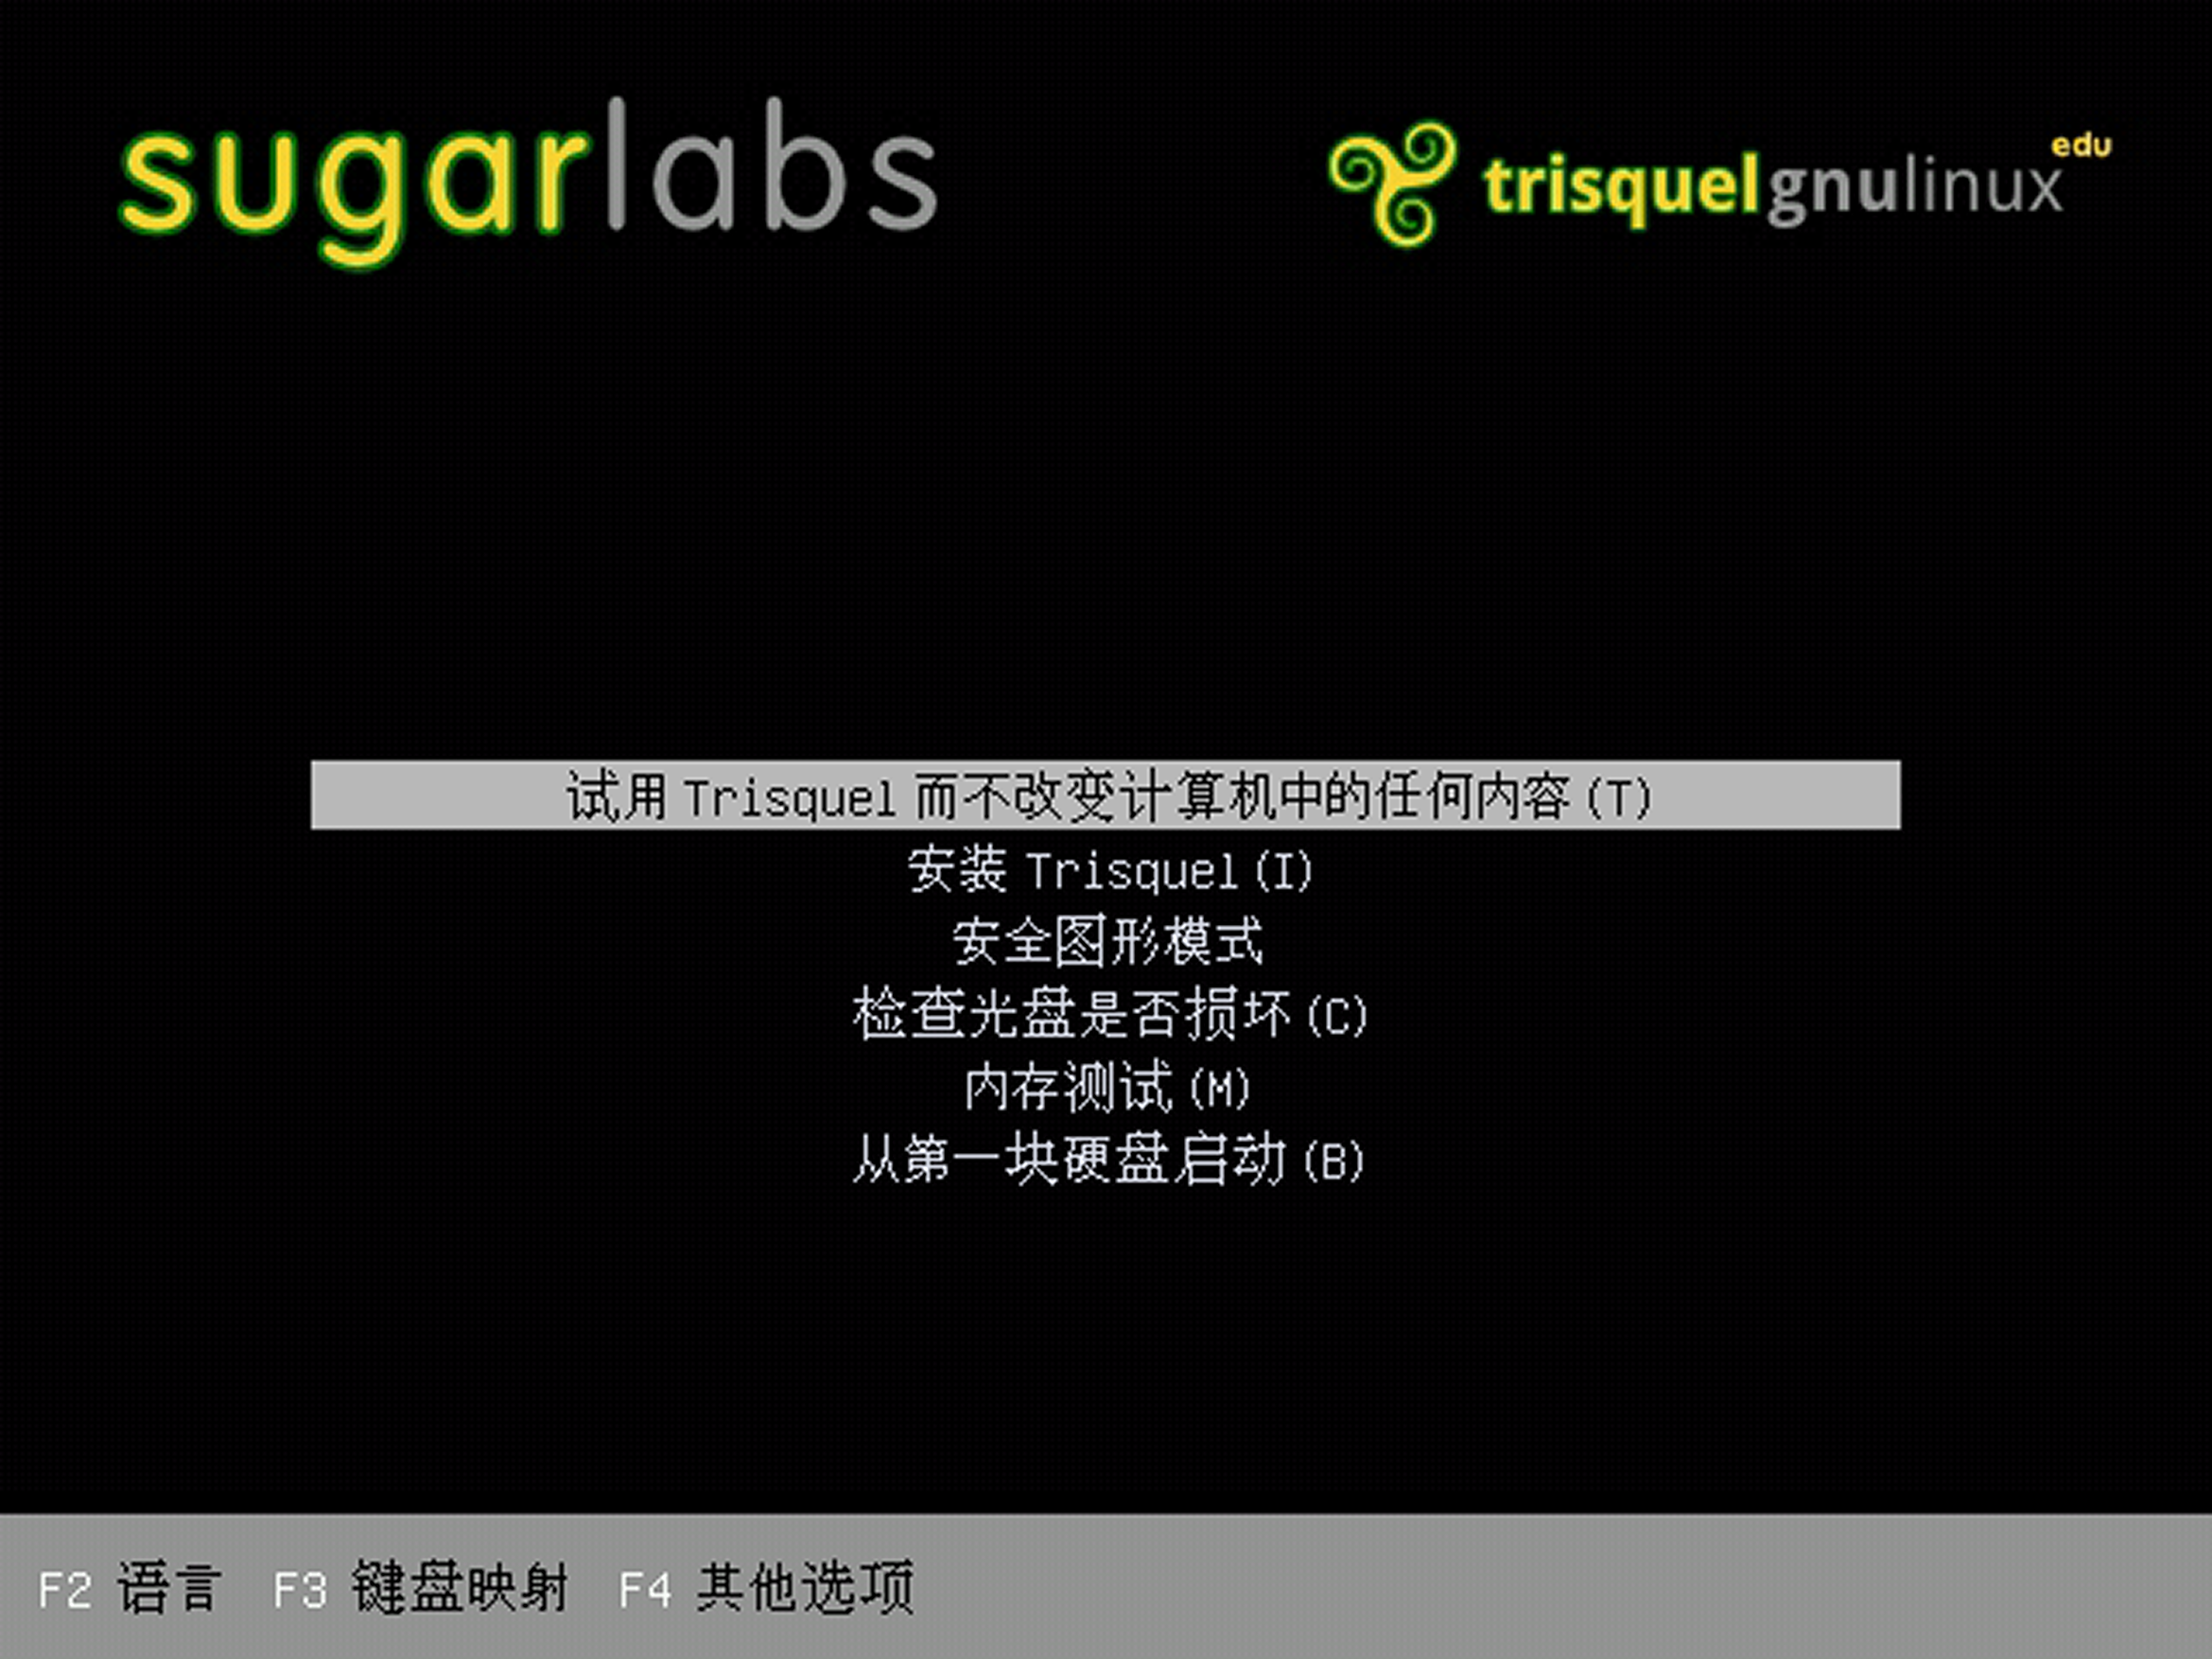 sugarlabs
trisquelgnulinux edu
试用 Trisquel 而不改变计算机中的任何内容 (T)
安装 Trisquel (I)
安全图形模式
检查光盘是否损坏 (C)
内存测试 (M)
从第一块硬盘启动 (B)
F2 语言 F3 键盘映射 F4 其他选项